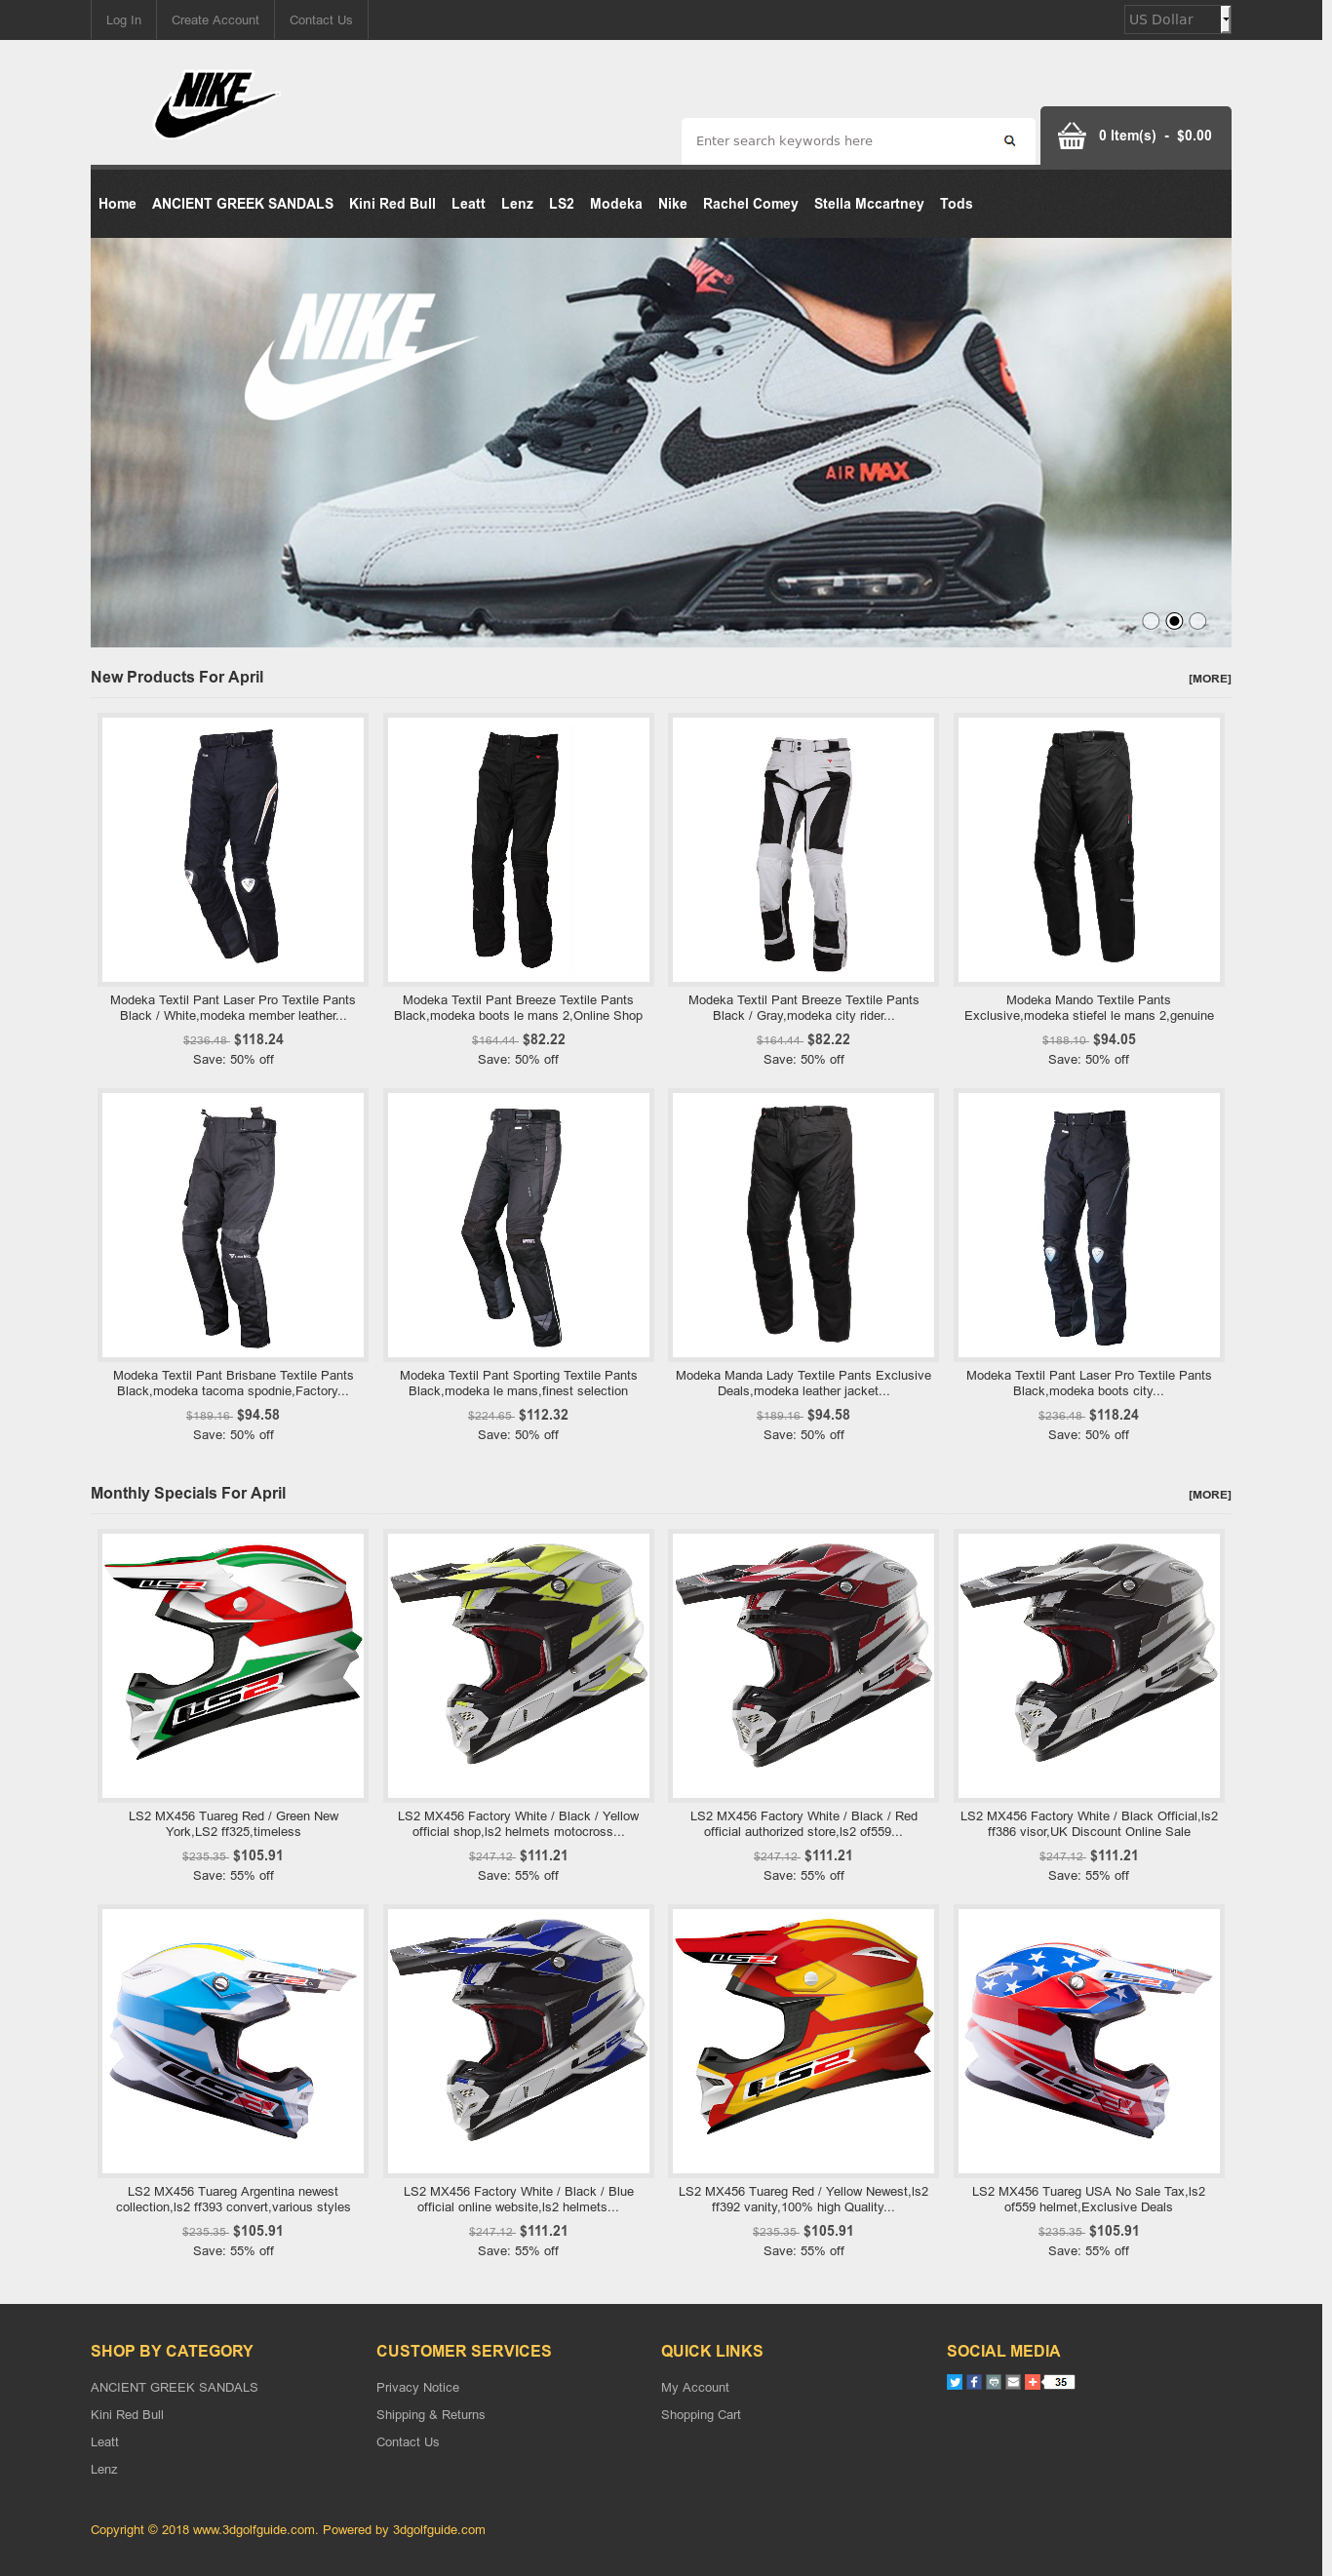 Log In
Create Account
Contact Us
US Dollar
NIKE
Enter search keywords here
0 Item(s) - $0.00
Home
ANCIENT GREEK SANDALS
Kini Red Bull
Leatt
Lenz
LS2
Modeka
Nike
Rachel Comey
Stella Mccartney
Tods
NIKE
NIKE
AIR MAX
New Products For April
[MORE]
Modeka Textil Pant Laser Pro Textile Pants
Black / White,modeka member leather...
$236.48 $118.24
Save: 50% off
Modeka Textil Pant Breeze Textile Pants
Black,modeka boots le mans 2,Online Shop
$164.44 $82.22
Save: 50% off
Modeka Textil Pant Breeze Textile Pants
Black / Gray,modeka city rider...
$164.44 $82.22
Save: 50% off
Modeka Mando Textile Pants
Exclusive,modeka stiefel le mans 2,genuine
$188.10 $94.05
Save: 50% off
Modeka Textil Pant Brisbane Textile Pants
Black,modeka tacoma spodnie,Factory...
$189.16 $94.58
Save: 50% off
Modeka Textil Pant Sporting Textile Pants
Black,modeka le mans,finest selection
$224.65 $112.32
Save: 50% off
Modeka Manda Lady Textile Pants Exclusive
Deals,modeka leather jacket...
$189.16 $94.58
Save: 50% off
Modeka Textil Pant Laser Pro Textile Pants
Black,modeka boots city...
$236.48 $118.24
Save: 50% off
Monthly Specials For April
[MORE]
LS2
LS2
LS2
LS2
LS2
LS2 MX456 Tuareg Red / Green New
York,LS2 ff325,timeless
$235.35 $105.91
Save: 55% off
LS2 MX456 Factory White / Black / Yellow
official shop,ls2 helmets motocross...
$247.12 $111.21
Save: 55% off
LS2 MX456 Factory White / Black / Red
official authorized store,ls2 of559...
$247.12 $111.21
Save: 55% off
LS2 MX456 Factory White / Black Official,ls2
ff386 visor,UK Discount Online Sale
$247.12 $111.21
Save: 55% off
LS2
LS2
LS2
LS2
LS2
LS2
LS2
LS2 MX456 Tuareg Argentina newest
collection,ls2 ff393 convert,various styles
$235.35 $105.91
Save: 55% off
LS2 MX456 Factory White / Black / Blue
official online website,ls2 helmets...
$247.12 $111.21
Save: 55% off
LS2 MX456 Tuareg Red / Yellow Newest,ls2
ff392 vanity,100% high Quality...
$235.35 $105.91
Save: 55% off
LS2 MX456 Tuareg USA No Sale Tax,ls2
of559 helmet,Exclusive Deals
$235.35 $105.91
Save: 55% off
SHOP BY CATEGORY
ANCIENT GREEK SANDALS
Kini Red Bull
Leatt
Lenz
CUSTOMER SERVICES
Privacy Notice
Shipping & Returns
Contact Us
QUICK LINKS
My Account
Shopping Cart
SOCIAL MEDIA
35
Copyright © 2018 www.3dgolfguide.com. Powered by 3dgolfguide.com